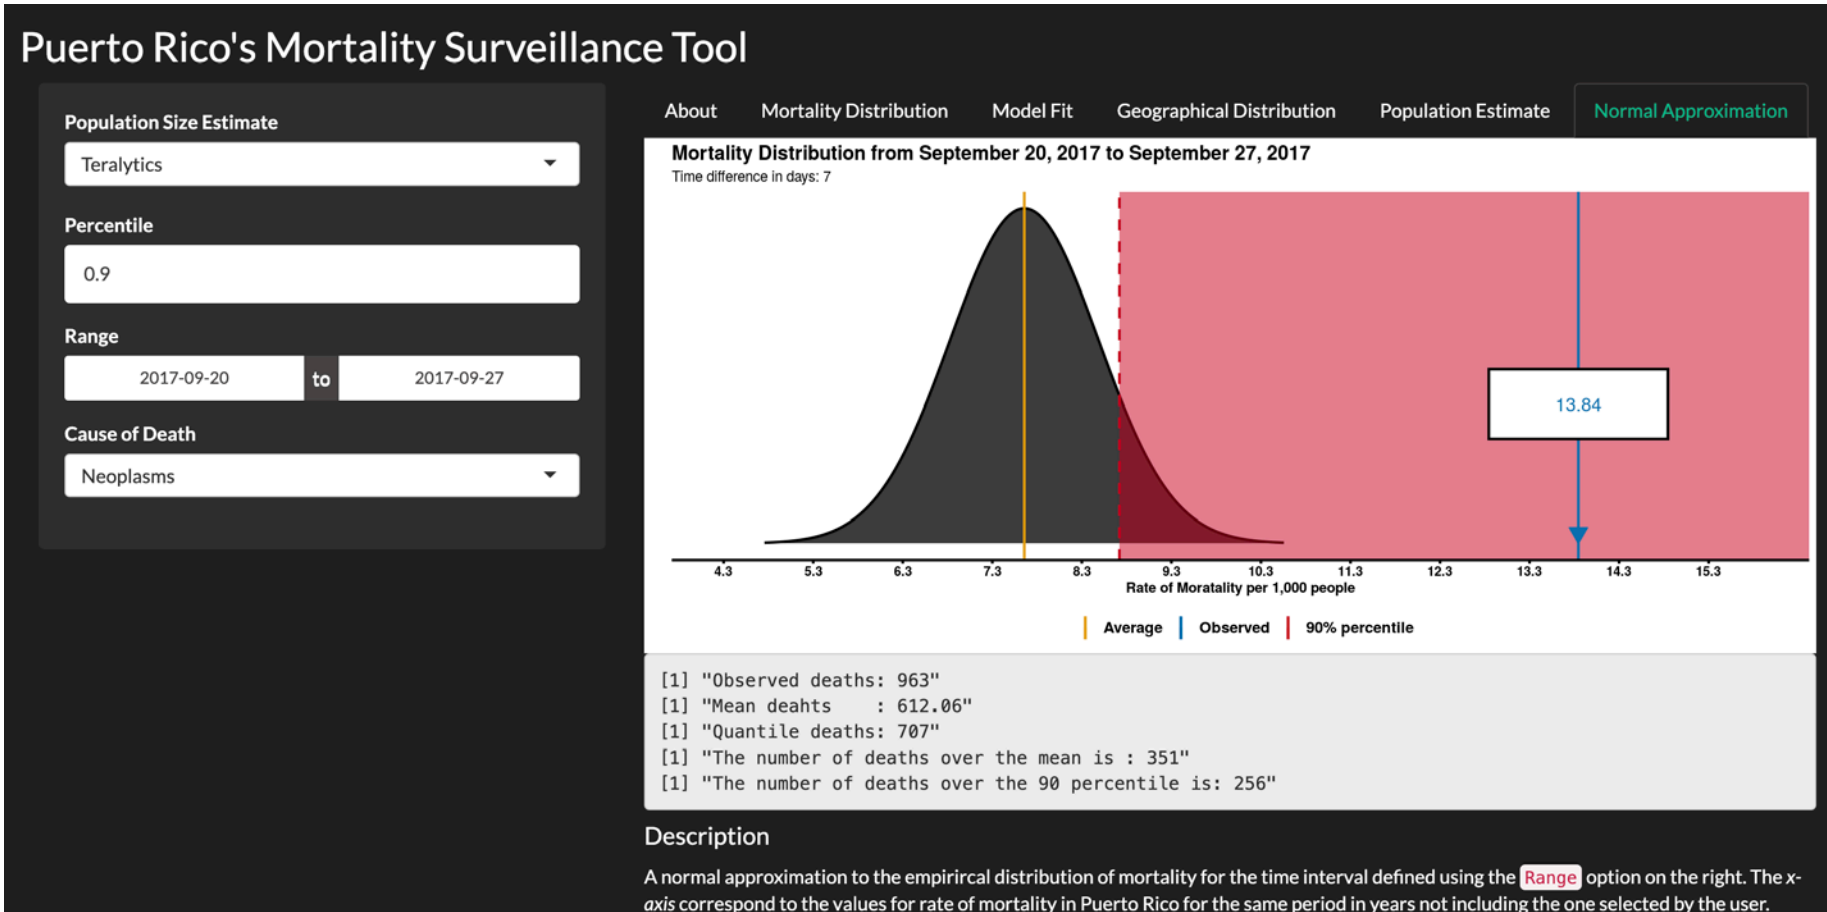 Puerto Rico's Mortality Surveillance Tool
Population Size Estimate
Teralytics
Percentile
0.9
Range
2017-09-20 to 2017-09-27
Cause of Death
Neoplasms
About Mortality Distribution Model Fit Geographical Distribution Population Estimate Normal Approximation
Mortality Distribution from September 20, 2017 to September 27, 2017
Time difference in days: 7
13.84
4.3 5.3 6.3 7.3 8.3 9.3 10.3 11.3 12.3 13.3 14.3 15.3
Rate of Moratality per 1,000 people
Average Observed 90% percentile
[1] "Observed deaths: 963"
[1] "Mean deahts    : 612.06"
[1] "Quantile deaths: 707"
[1] "The number of deaths over the mean is : 351"
[1] "The number of deaths over the 90 percentile is: 256"
Description
A normal approximation to the empirircal distribution of mortality for the time interval defined using the Range option on the right. The x-
axis correspond to the values for rate of mortality in Puerto Rico for the same period in years not including the one selected by the user.